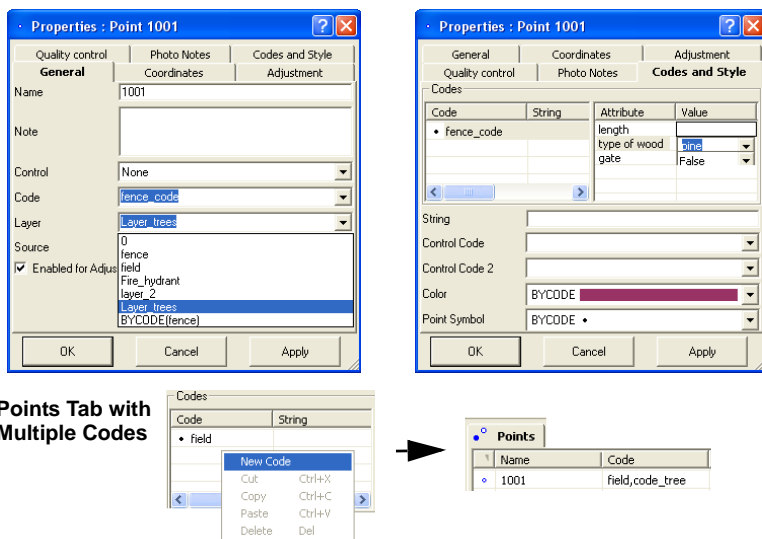 Properties : Point 1001
Quality control Photo Notes Codes and Style
General Coordinates Adjustment
Name 1001
Note
Control None
Code fence_code
Layer Layer_trees
Source
0
fence
Enabled for Adjus field
Fire_hydrant
layer_2
Layer_trees
BYCODE(fence)
OK Cancel Apply
Properties : Point 1001
General Coordinates Adjustment
Quality control Photo Notes Codes and Style
Codes
Code String Attribute Value
fence_code length
type of wood pine
gate False
String
Control Code
Control Code 2
Color BYCODE
Point Symbol BYCODE
OK Cancel Apply
Points Tab with
Multiple Codes
Codes
Code String
field
New Code
Cut Ctrl+X
Copy Ctrl+C
Paste Ctrl+V
Delete Del
Points
Name Code
1001 field,code_tree